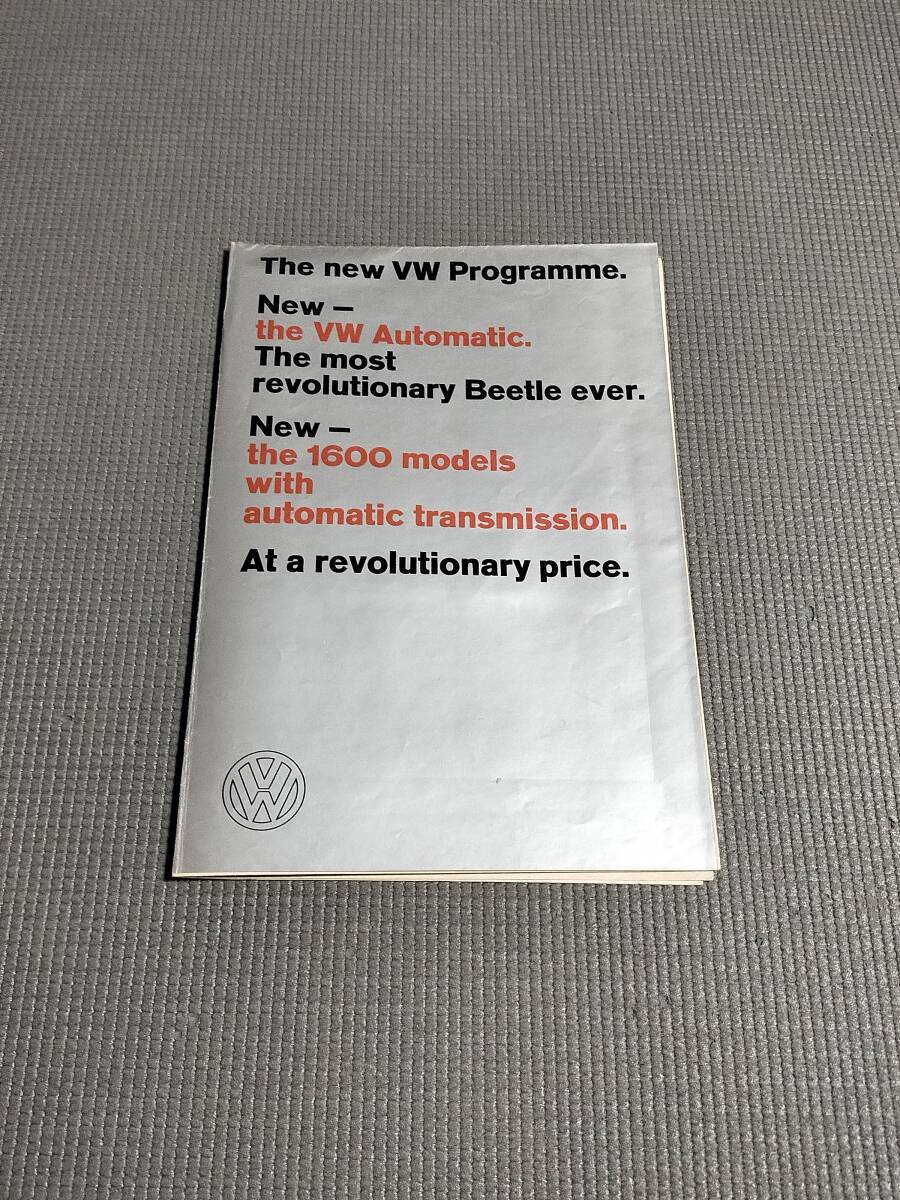 The new VW Programme.
New –
the VW Automatic.
The most
revolutionary Beetle ever.
New –
the 1600 models
with
automatic transmission.
At a revolutionary price.
VW